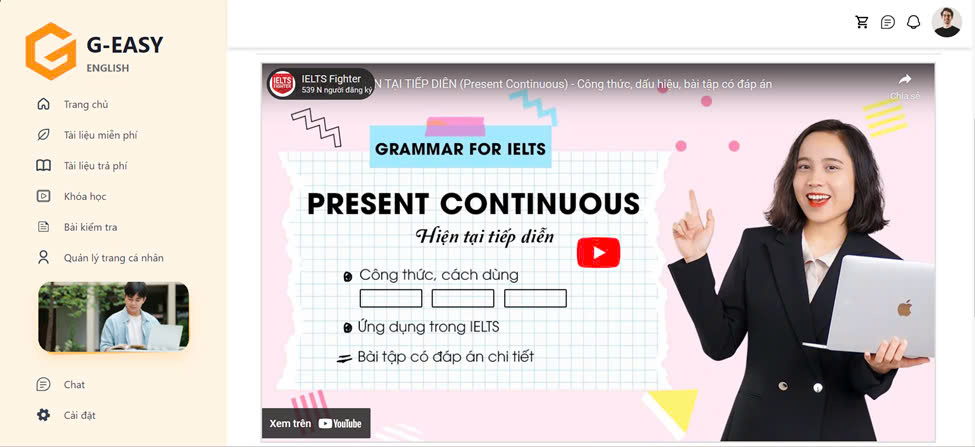 G-EASY
ENGLISH
Trang chủ
Tài liệu miễn phí
Tài liệu trả phí
Khóa học
Bài kiểm tra
Quản lý trang cá nhân
Chat
Cài đặt
IELTS FIGHTER
IELTS Fighter
539 N người đăng ký
N TẠI TIẾP DIỄN (Present Continuous) - Công thức, dấu hiệu, bài tập có đáp án
Chia sẻ
GRAMMAR FOR IELTS
PRESENT CONTINUOUS
Hiện tại tiếp diễn
Công thức, cách dùng
Ứng dụng trong IELTS
Bài tập có đáp án chi tiết
Xem trên YouTube